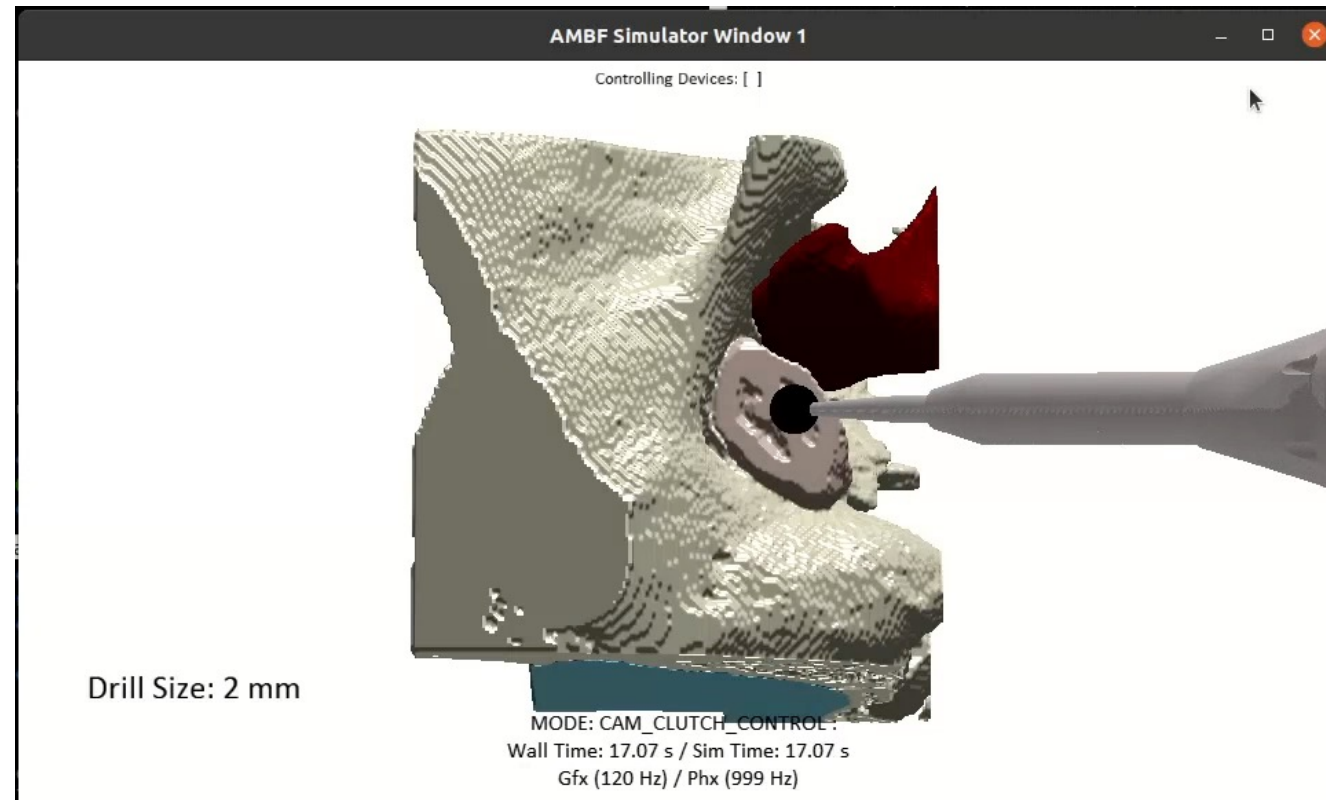 AMBF Simulator Window 1
Controlling Devices: [ ]
Drill Size: 2 mm
MODE: CAM_CLUTCH_CONTROL :
Wall Time: 17.07 s / Sim Time: 17.07 s
Gfx (120 Hz) / Phx (999 Hz)